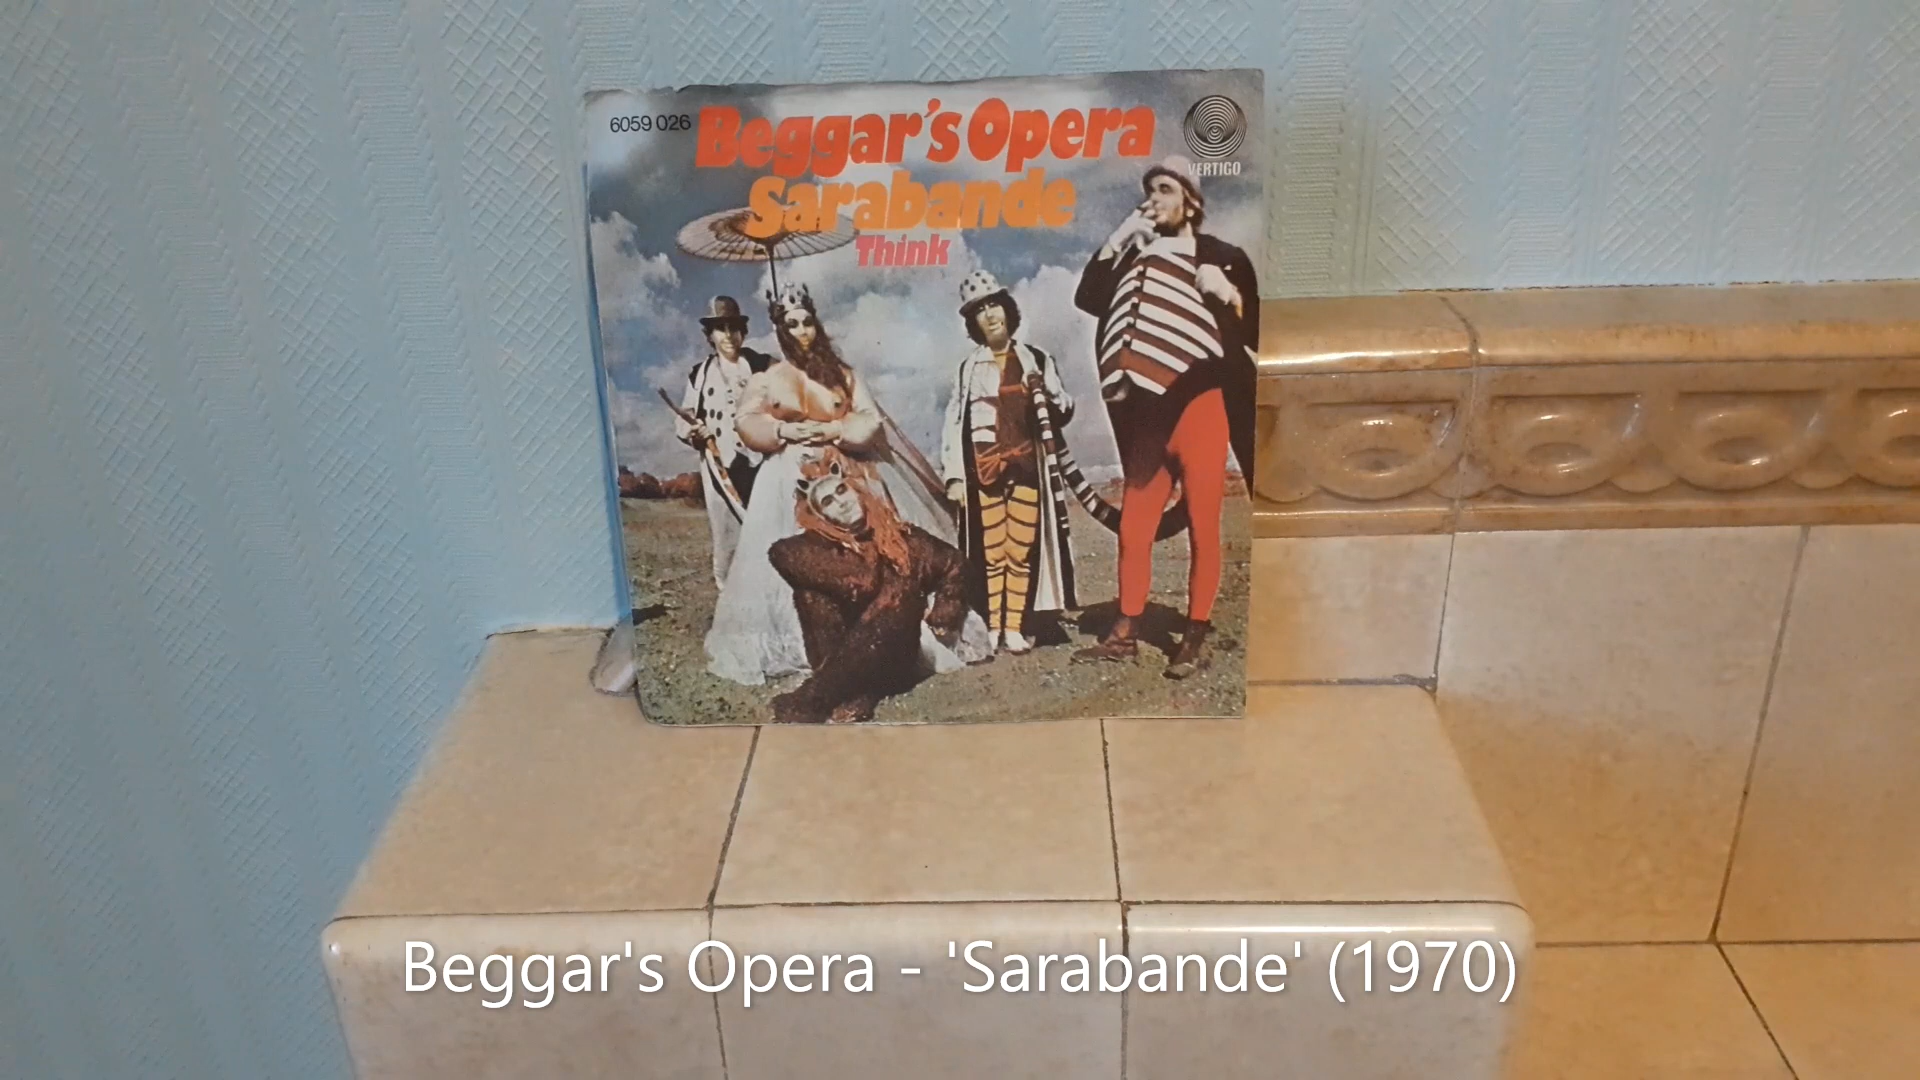 6059 026
Beggar's Opera
VERTIGO
Sarabande
Think
Beggar's Opera - 'Sarabande' (1970)